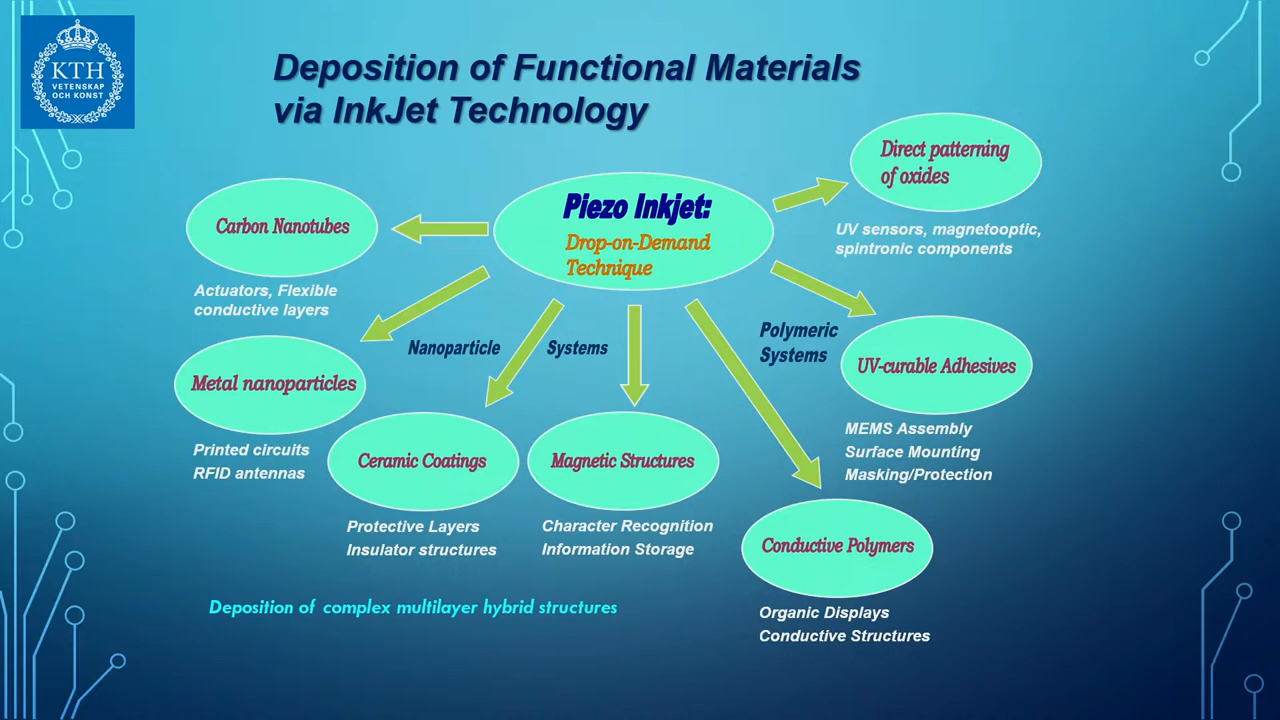 KTH
VETENSKAP
OCH KONST
Deposition of Functional Materials
via InkJet Technology
Piezo Inkjet:
Drop-on-Demand
Technique
Direct patterning
of oxides
UV sensors, magnetooptic,
spintronic components
Carbon Nanotubes
Actuators, Flexible
conductive layers
Nanoparticle Systems
Polymeric
Systems
Metal nanoparticles
Printed circuits
RFID antennas
UV-curable Adhesives
MEMS Assembly
Surface Mounting
Masking/Protection
Ceramic Coatings
Protective Layers
Insulator structures
Magnetic Structures
Character Recognition
Information Storage
Conductive Polymers
Organic Displays
Conductive Structures
Deposition of complex multilayer hybrid structures